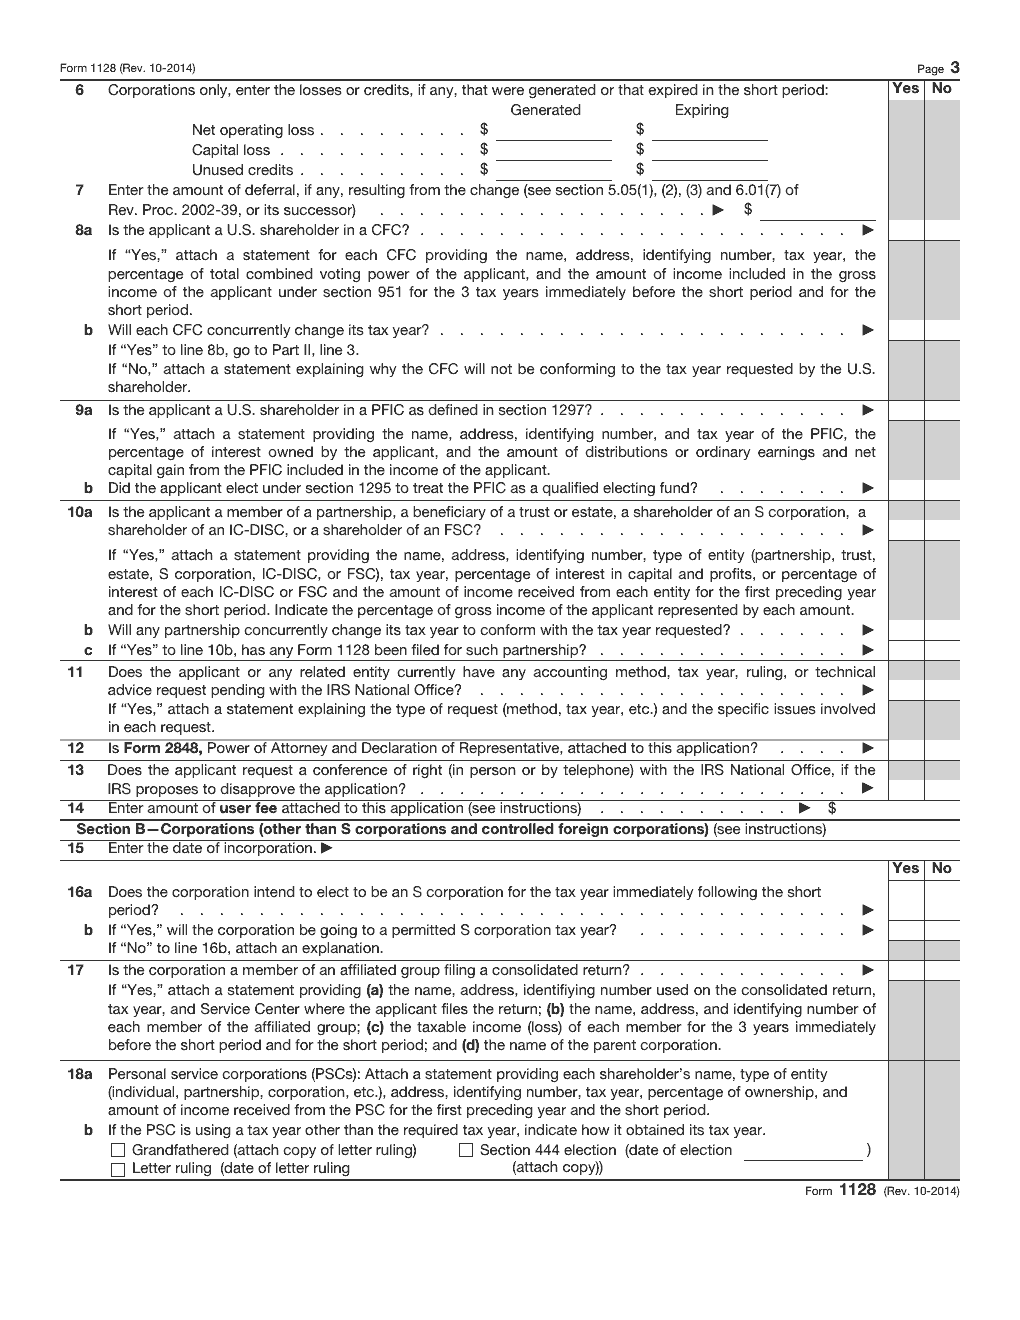 Form 1128 (Rev. 10-2014) Page 3
6 Corporations only, enter the losses or credits, if any, that were generated or that expired in the short period: Yes No
Generated Expiring
Net operating loss . . . . . . . . $ $
Capital loss . . . . . . . . . . $ $
Unused credits . . . . . . . . . $ $
7 Enter the amount of deferral, if any, resulting from the change (see section 5.05(1), (2), (3) and 6.01(7) of
Rev. Proc. 2002-39, or its successor) . . . . . . . . . . . . . . . . . ▶ $
8a Is the applicant a U.S. shareholder in a CFC? . . . . . . . . . . . . . . . . . . . . . . ▶
If “Yes,” attach a statement for each CFC providing the name, address, identifying number, tax year, the
percentage of total combined voting power of the applicant, and the amount of income included in the gross
income of the applicant under section 951 for the 3 tax years immediately before the short period and for the
short period.
b Will each CFC concurrently change its tax year? . . . . . . . . . . . . . . . . . . . . . ▶
If “Yes” to line 8b, go to Part II, line 3.
If “No,” attach a statement explaining why the CFC will not be conforming to the tax year requested by the U.S.
shareholder.
9a Is the applicant a U.S. shareholder in a PFIC as defined in section 1297? . . . . . . . . . . . . . ▶
If “Yes,” attach a statement providing the name, address, identifying number, and tax year of the PFIC, the
percentage of interest owned by the applicant, and the amount of distributions or ordinary earnings and net
capital gain from the PFIC included in the income of the applicant.
b Did the applicant elect under section 1295 to treat the PFIC as a qualified electing fund? . . . . . . . ▶
10a Is the applicant a member of a partnership, a beneficiary of a trust or estate, a shareholder of an S corporation, a
shareholder of an IC-DISC, or a shareholder of an FSC? . . . . . . . . . . . . . . . . . . ▶
If “Yes,” attach a statement providing the name, address, identifying number, type of entity (partnership, trust,
estate, S corporation, IC-DISC, or FSC), tax year, percentage of interest in capital and profits, or percentage of
interest of each IC-DISC or FSC and the amount of income received from each entity for the first preceding year
and for the short period. Indicate the percentage of gross income of the applicant represented by each amount.
b Will any partnership concurrently change its tax year to conform with the tax year requested? . . . . . . ▶
c If “Yes” to line 10b, has any Form 1128 been filed for such partnership? . . . . . . . . . . . . . ▶
11 Does the applicant or any related entity currently have any accounting method, tax year, ruling, or technical
advice request pending with the IRS National Office? . . . . . . . . . . . . . . . . . . . ▶
If “Yes,” attach a statement explaining the type of request (method, tax year, etc.) and the specific issues involved
in each request.
12 Is Form 2848, Power of Attorney and Declaration of Representative, attached to this application? . . . . ▶
13 Does the applicant request a conference of right (in person or by telephone) with the IRS National Office, if the
IRS proposes to disapprove the application? . . . . . . . . . . . . . . . . . . . . . . ▶
14 Enter amount of user fee attached to this application (see instructions) . . . . . . . . . . ▶ $
Section B—Corporations (other than S corporations and controlled foreign corporations) (see instructions)
15 Enter the date of incorporation. ▶
Yes No
16a Does the corporation intend to elect to be an S corporation for the tax year immediately following the short
period? . . . . . . . . . . . . . . . . . . . . . . . . . . . . . . . . . . ▶
b If “Yes,” will the corporation be going to a permitted S corporation tax year? . . . . . . . . . . . ▶
If “No” to line 16b, attach an explanation.
17 Is the corporation a member of an affiliated group filing a consolidated return? . . . . . . . . . . . ▶
If “Yes,” attach a statement providing (a) the name, address, identifying number used on the consolidated return,
tax year, and Service Center where the applicant files the return; (b) the name, address, and identifying number of
each member of the affiliated group; (c) the taxable income (loss) of each member for the 3 years immediately
before the short period and for the short period; and (d) the name of the parent corporation.
18a Personal service corporations (PSCs): Attach a statement providing each shareholder’s name, type of entity
(individual, partnership, corporation, etc.), address, identifying number, tax year, percentage of ownership, and
amount of income received from the PSC for the first preceding year and the short period.
b If the PSC is using a tax year other than the required tax year, indicate how it obtained its tax year.
☐ Grandfathered (attach copy of letter ruling) ☐ Section 444 election (date of election )
☐ Letter ruling (date of letter ruling (attach copy))
Form 1128 (Rev. 10-2014)